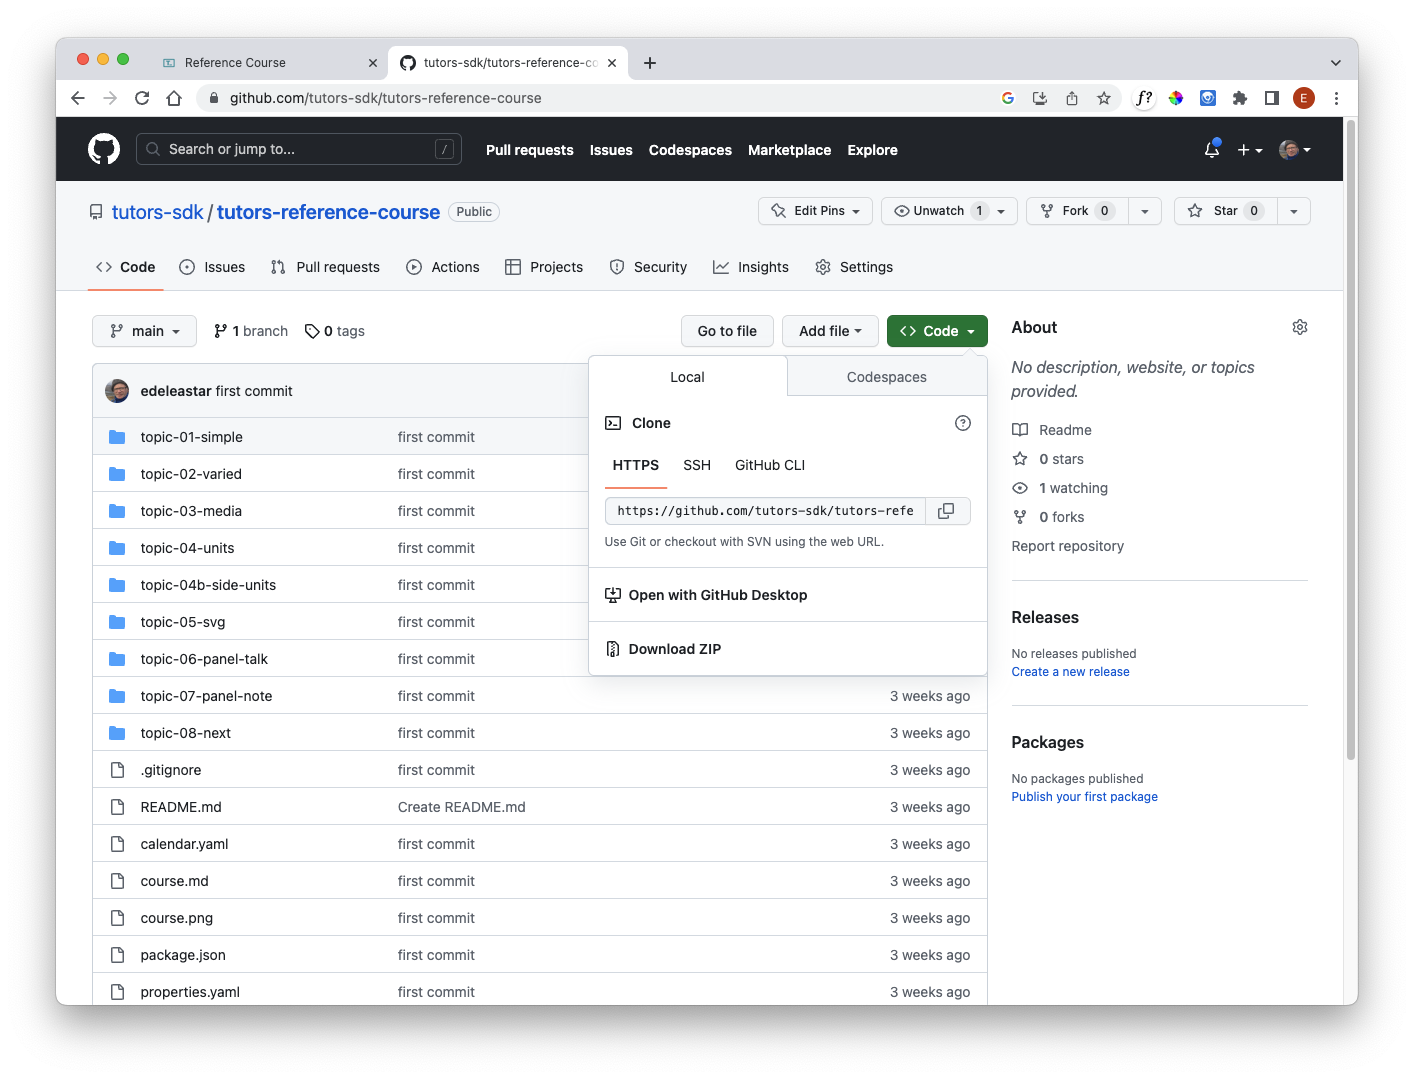 Reference Course
tutors-sdk/tutors-reference-co
github.com/tutors-sdk/tutors-reference-course
f?
E
Search or jump to...
/
Pull requests Issues Codespaces Marketplace Explore
tutors-sdk / tutors-reference-course Public
Edit Pins Unwatch 1 Fork 0 Star 0
Code Issues Pull requests Actions Projects Security Insights Settings
main 1 branch 0 tags
Go to file Add file Code
Local Codespaces
Clone
HTTPS SSH GitHub CLI
https://github.com/tutors-sdk/tutors-refe
Use Git or checkout with SVN using the web URL.
Open with GitHub Desktop
Download ZIP
edeleastar first commit
topic-01-simple first commit
topic-02-varied first commit
topic-03-media first commit
topic-04-units first commit
topic-04b-side-units first commit
topic-05-svg first commit
topic-06-panel-talk first commit
topic-07-panel-note first commit 3 weeks ago
topic-08-next first commit 3 weeks ago
.gitignore first commit 3 weeks ago
README.md Create README.md 3 weeks ago
calendar.yaml first commit 3 weeks ago
course.md first commit 3 weeks ago
course.png first commit 3 weeks ago
package.json first commit 3 weeks ago
properties.yaml first commit 3 weeks ago
About
No description, website, or topics
provided.
Readme
0 stars
1 watching
0 forks
Report repository
Releases
No releases published
Create a new release
Packages
No packages published
Publish your first package